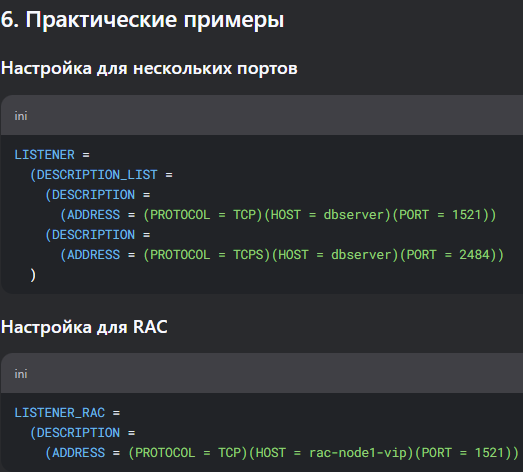 6. Практические примеры
Настройка для нескольких портов
ini
LISTENER =
  (DESCRIPTION_LIST =
    (DESCRIPTION =
      (ADDRESS = (PROTOCOL = TCP)(HOST = dbserver)(PORT = 1521))
    (DESCRIPTION =
      (ADDRESS = (PROTOCOL = TCPS)(HOST = dbserver)(PORT = 2484))
  )
Настройка для RAC
ini
LISTENER_RAC =
  (DESCRIPTION =
    (ADDRESS = (PROTOCOL = TCP)(HOST = rac-node1-vip)(PORT = 1521))